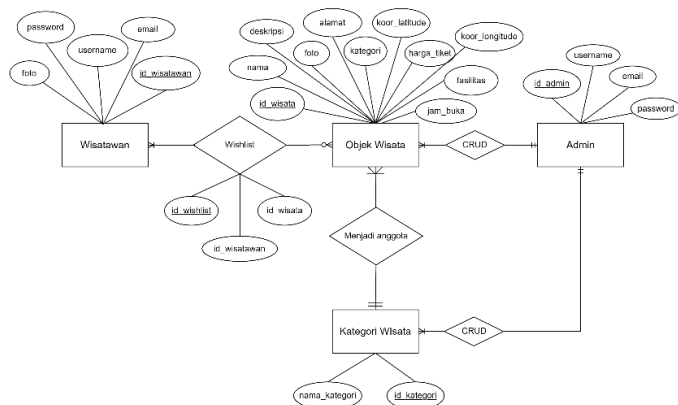 password
username
email
foto
id_wisatawan
Wisatawan
deskripsi
alamat
koor_latitude
koor_longitude
foto
kategori
harga_tiket
nama
fasilitas
id_wisata
jam_buka
Objek Wisata
username
id_admin
email
password
Admin
Wishlist
CRUD
id_wishlist
id_wisata
id_wisatawan
Menjadi anggota
Kategori WIsata
CRUD
nama_kategori
id_kategori